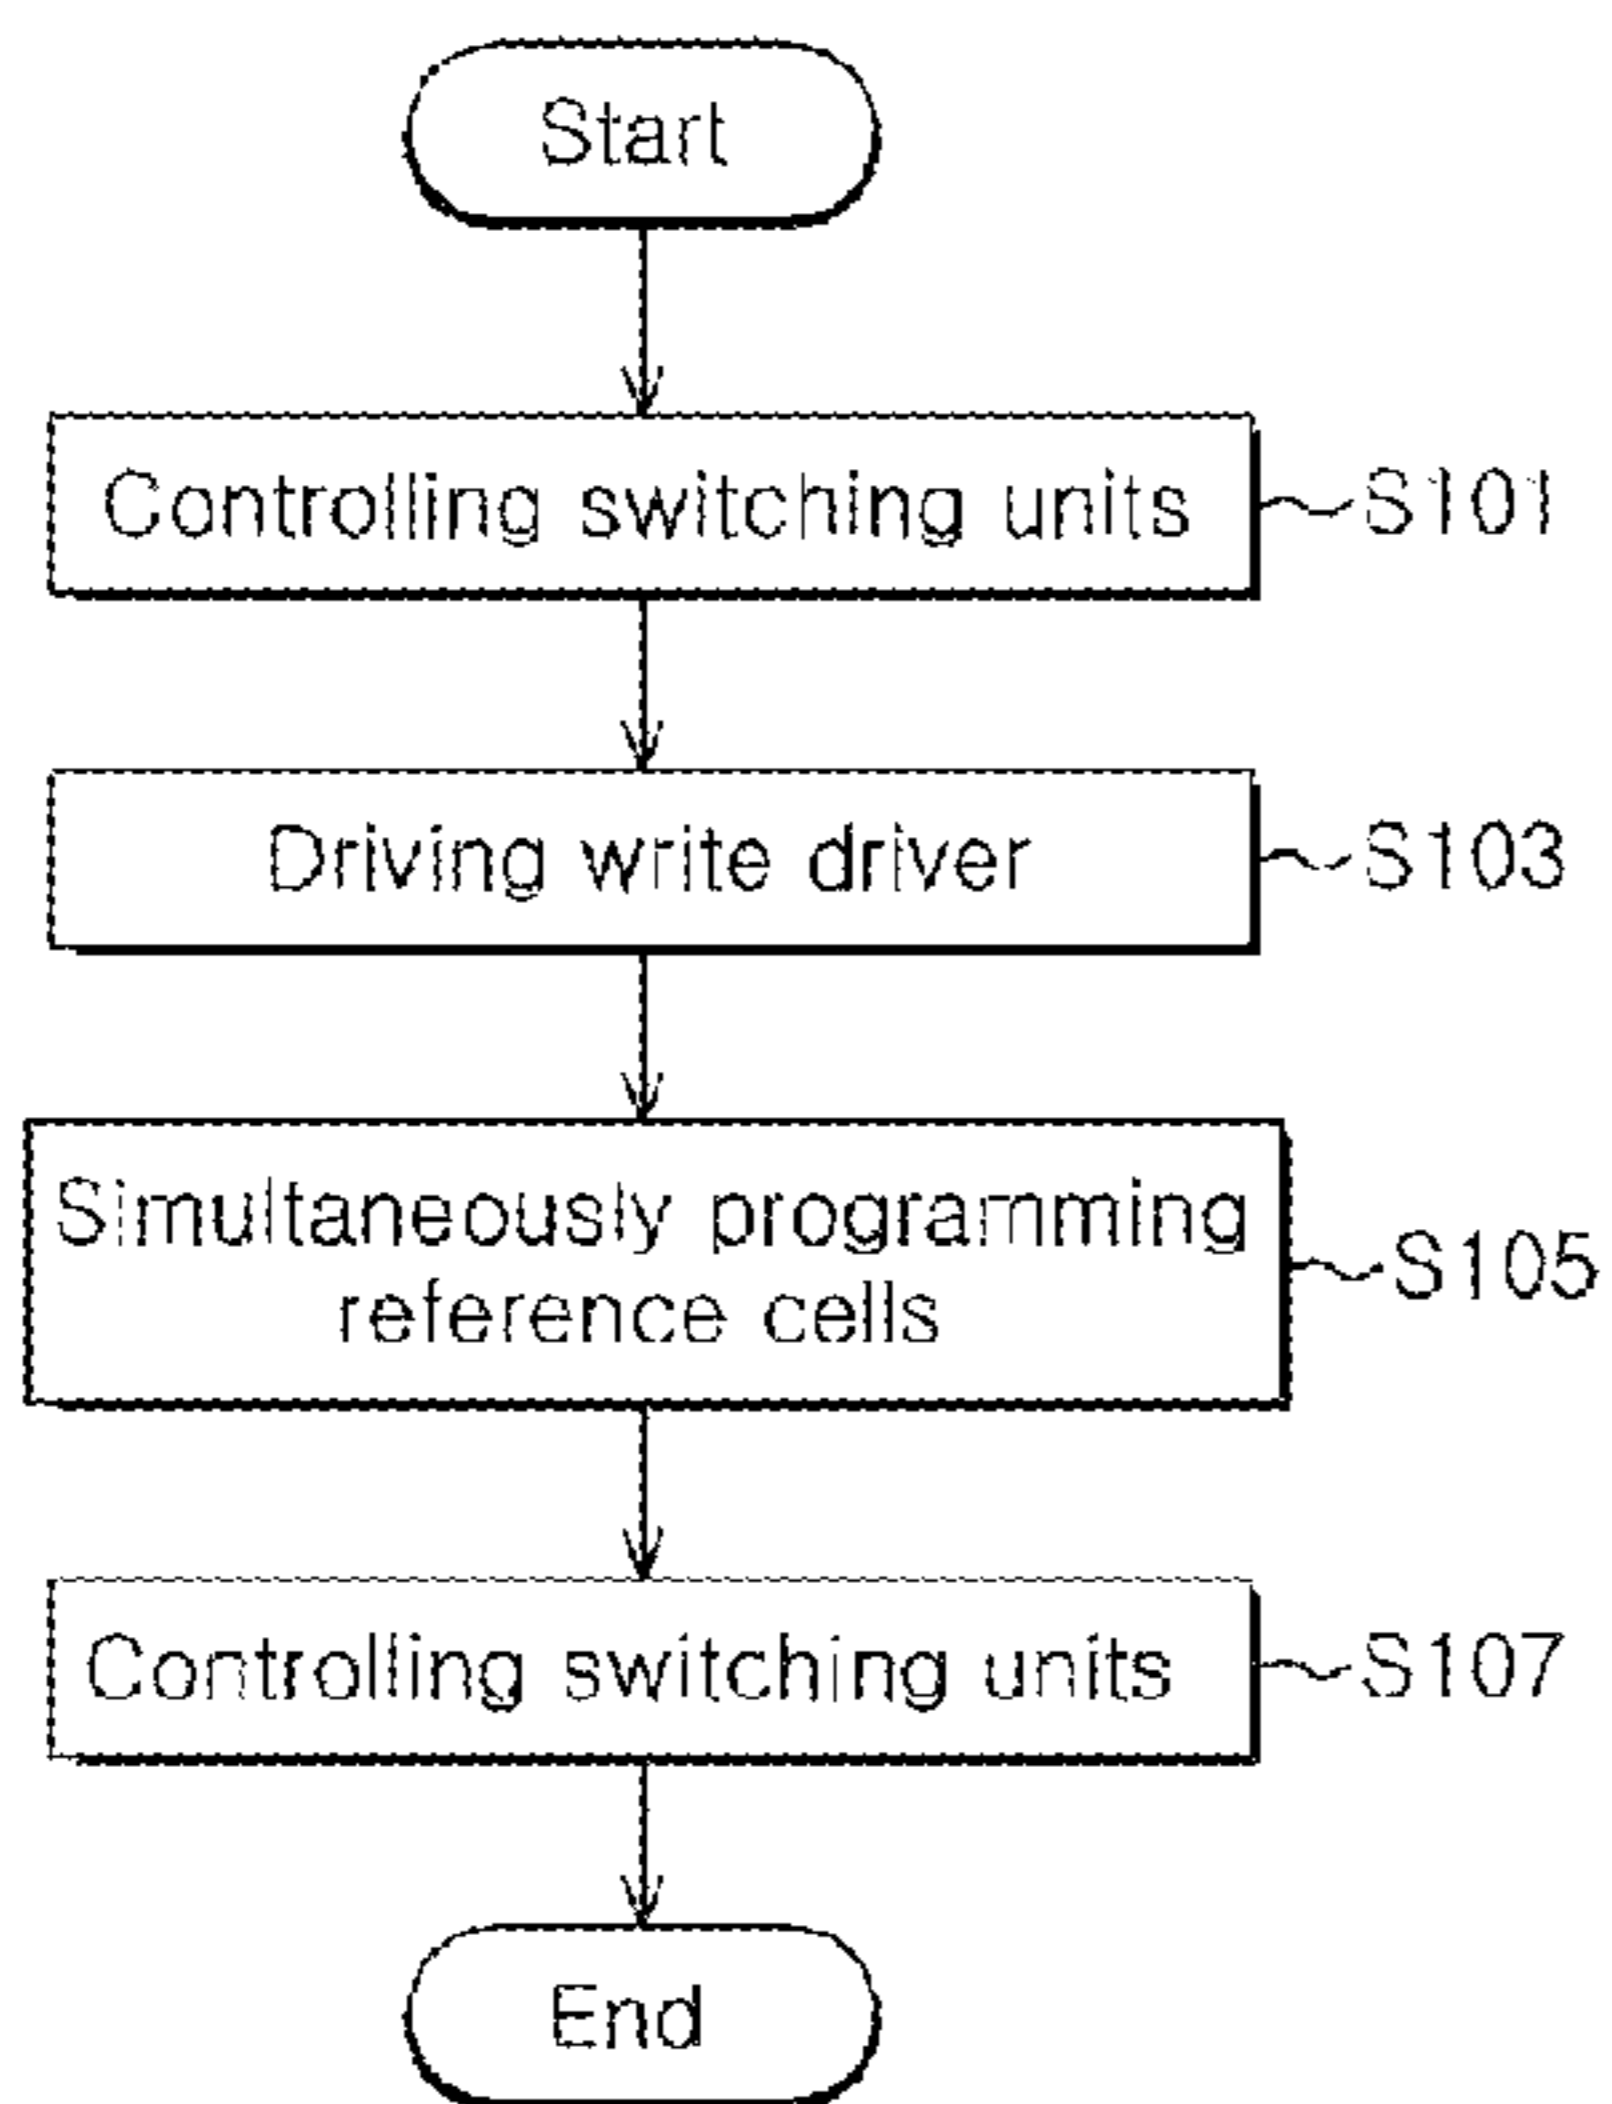 Start
Controlling switching units
S101
Driving write driver
S103
Simultaneously programming
reference cells
S105
Controlling switching units
S107
End